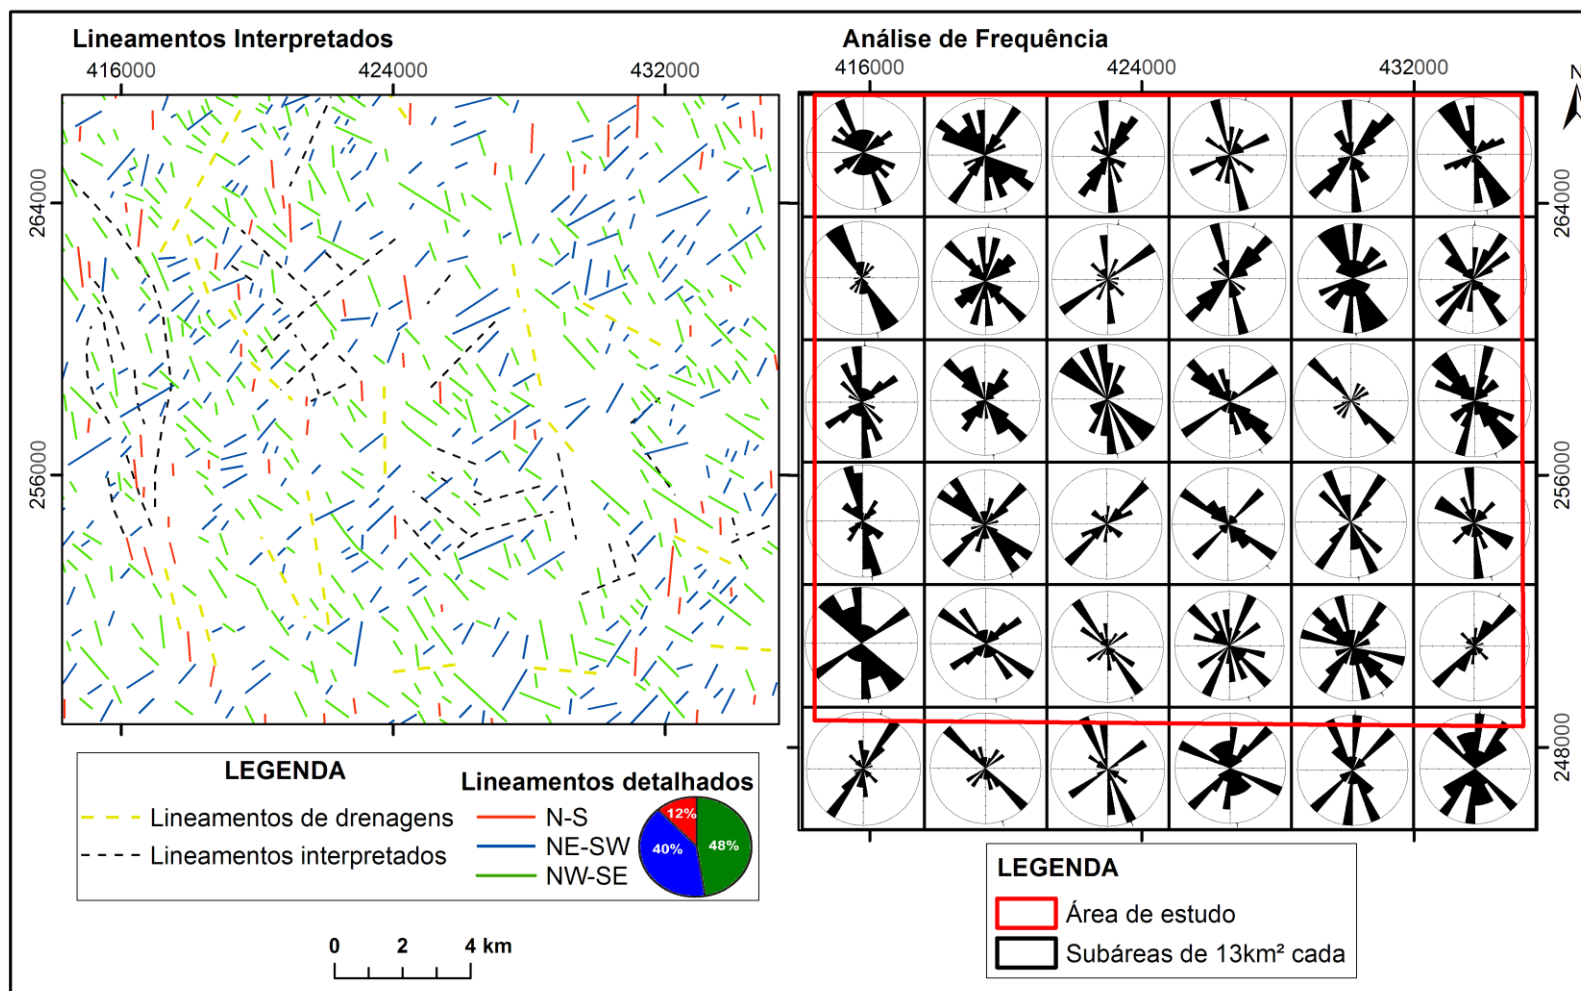 Lineamentos Interpretados
416000 424000 432000
264000
256000
Análise de Frequência
416000 424000 432000
N
264000
256000
248000
LEGENDA
Lineamentos de drenagens
Lineamentos interpretados
Lineamentos detalhados
N-S
NE-SW
NW-SE
12%
40%
48%
0 2 4 km
LEGENDA
Área de estudo
Subáreas de 13km² cada